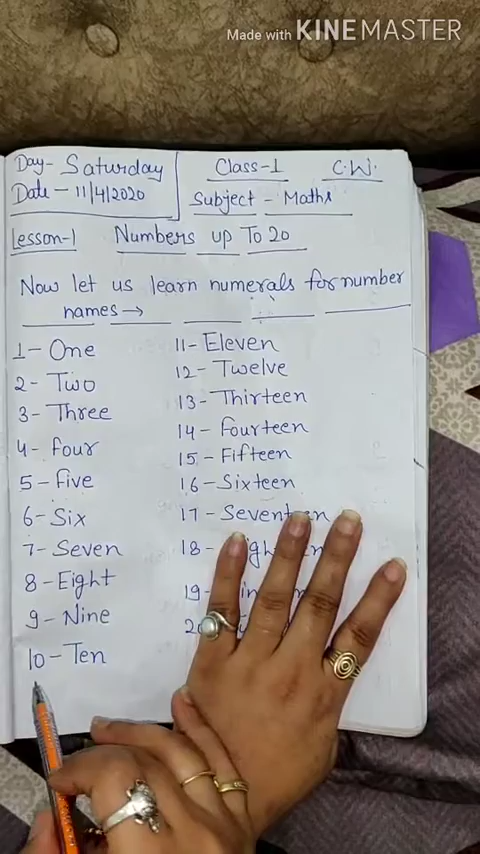 Made with KINEMASTER
Day- Saturday
Date - 11/4/2020
Class-1
C.W.
Subject - Maths
Lesson-1 Numbers up To 20
Now let us learn numerals for number
names →
1- One
2- Two
3- Three
4- four
5- five
6- Six
7- Seven
8- Eight
9- Nine
10- Ten
11- Eleven
12- Twelve
13- Thirteen
14- fourteen
15- Fifteen
16- Sixteen
17-
18-
19-